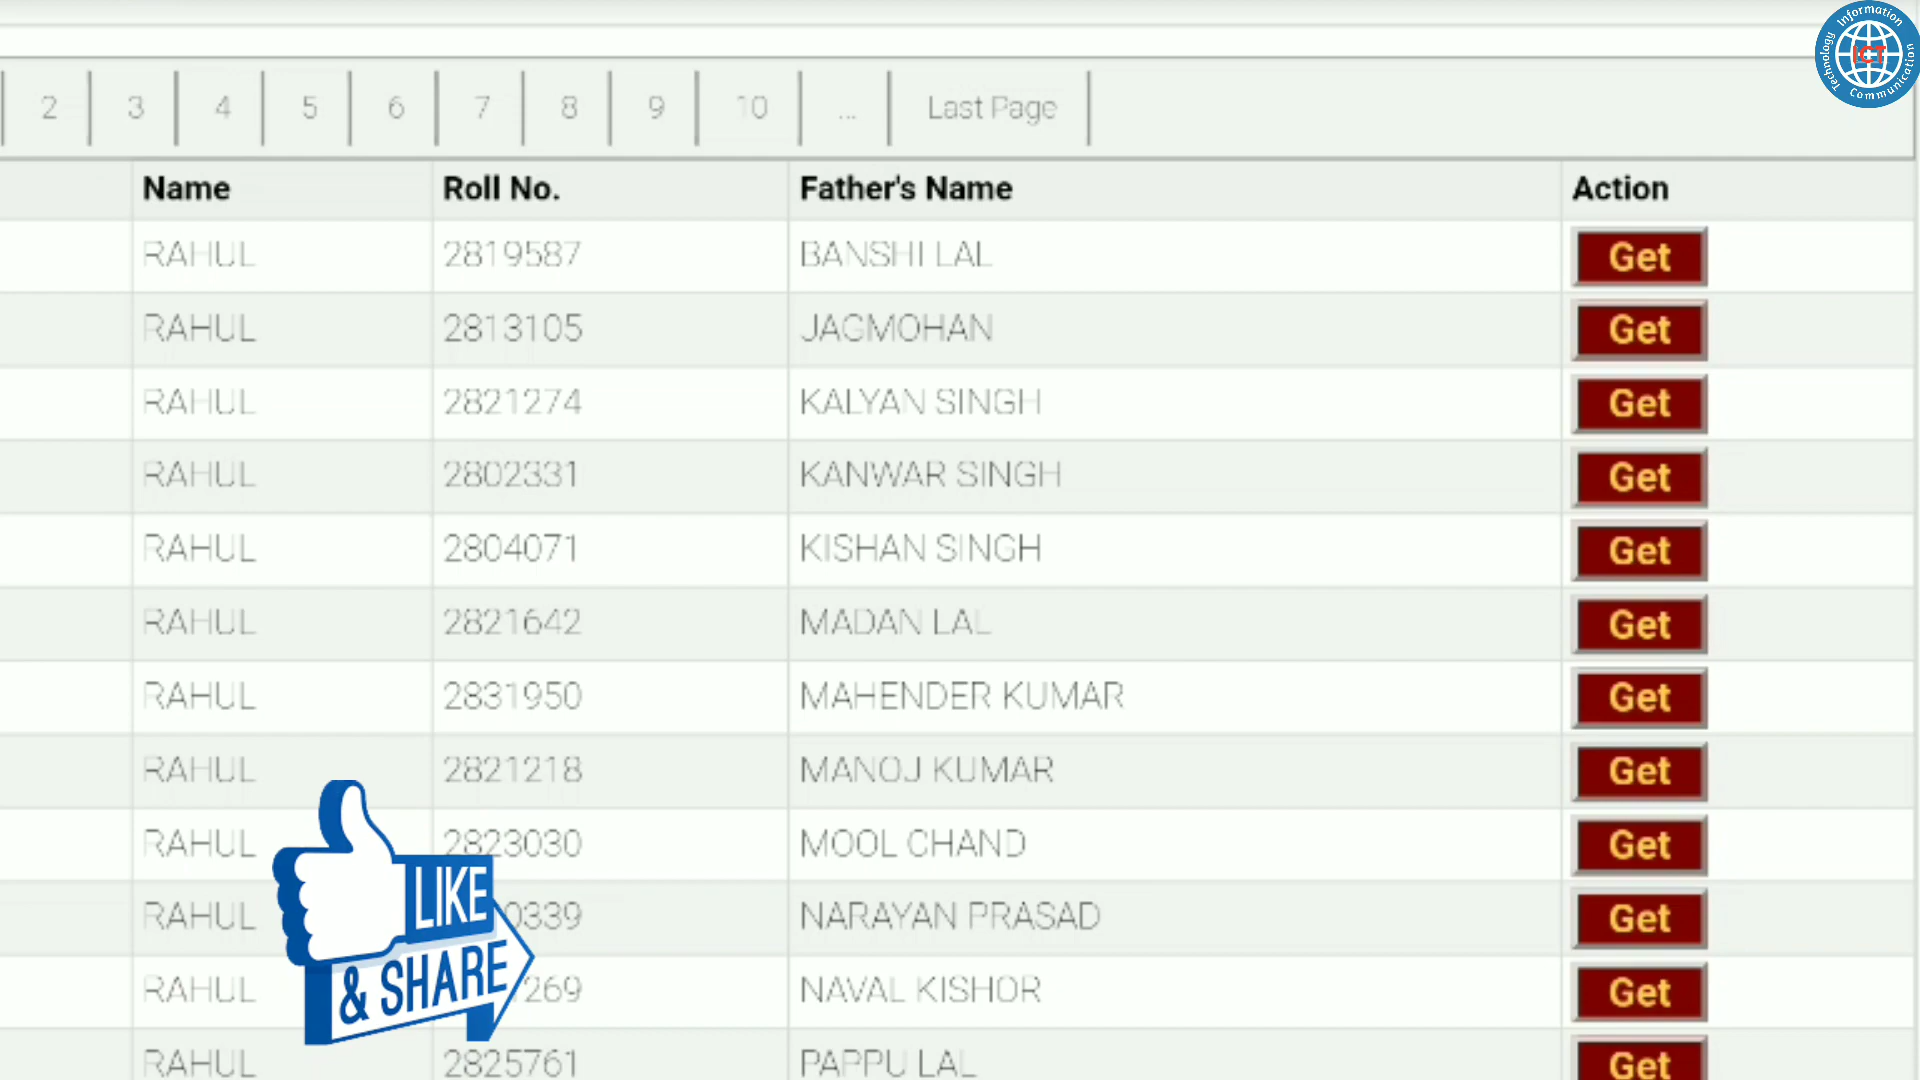 Information
Technology ICT Communication
2 3 4 5 6 7 8 9 10 ... Last Page
Name Roll No. Father's Name Action
RAHUL 2819587 BANSHI LAL Get
RAHUL 2813105 JAGMOHAN Get
RAHUL 2821274 KALYAN SINGH Get
RAHUL 2802331 KANWAR SINGH Get
RAHUL 2804071 KISHAN SINGH Get
RAHUL 2821642 MADAN LAL Get
RAHUL 2831950 MAHENDER KUMAR Get
RAHUL 2821218 MANOJ KUMAR Get
RAHUL 2823030 MOOL CHAND Get
RAHUL 0339 NARAYAN PRASAD Get
RAHUL 269 NAVAL KISHOR Get
RAHUL 2825761 PAPPU LAL Get
LIKE
& SHARE